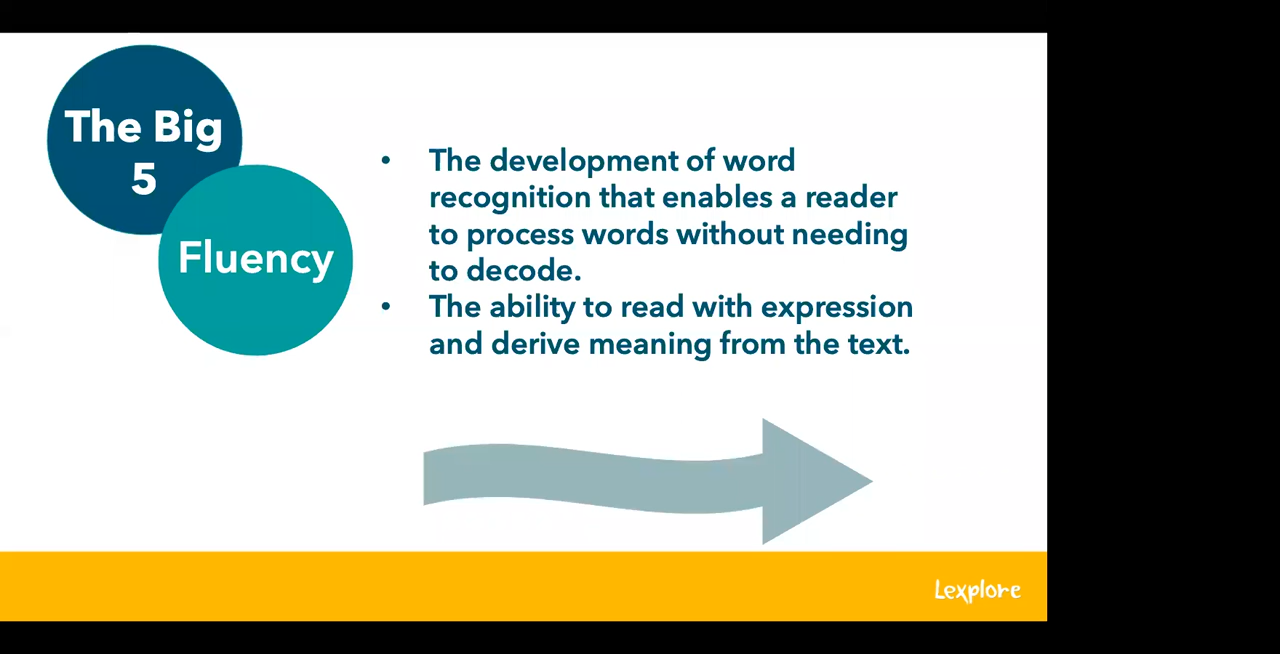 The Big
5
Fluency
• The development of word
recognition that enables a reader
to process words without needing
to decode.
• The ability to read with expression
and derive meaning from the text.
Lexplore